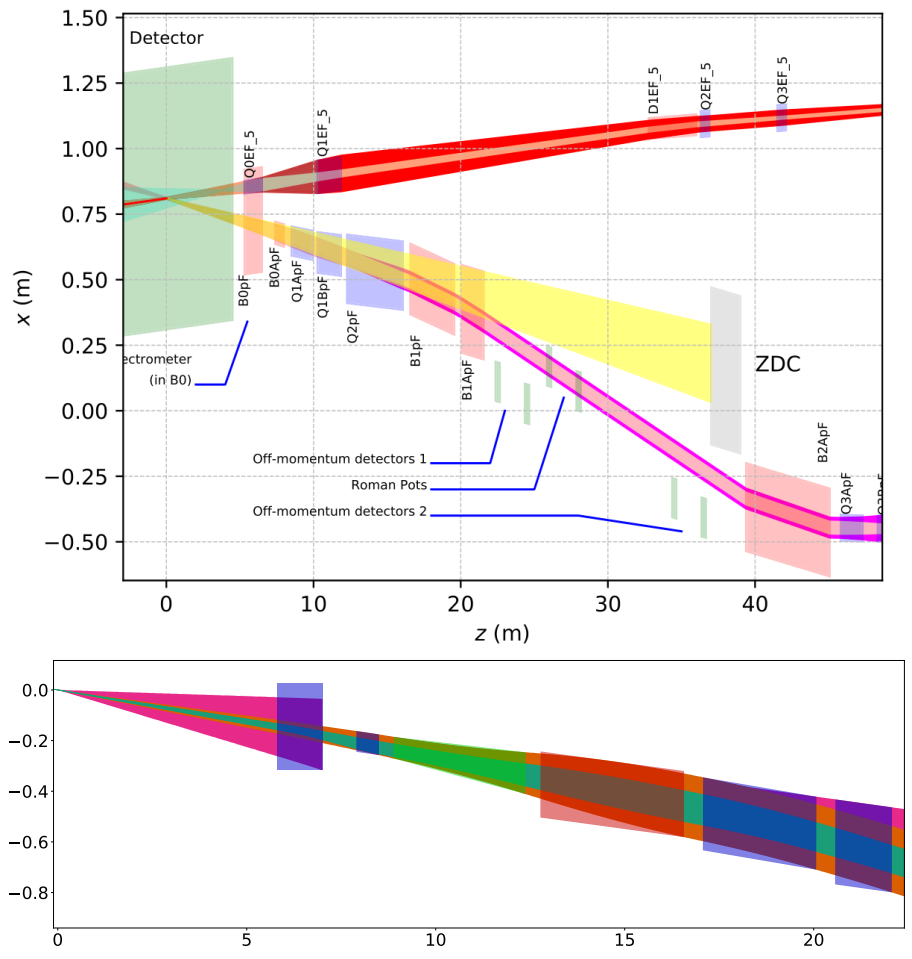 1.50
1.25
1.00
0.75
0.50
0.25
0.00
−0.25
−0.50
x (m)
Detector
Q0EF_5
Q1EF_5
D1EF_5
Q2EF_5
Q3EF_5
B0pF
B0ApF
Q1ApF
Q1BpF
Q2pF
B1pF
B1ApF
ZDC
B2ApF
Q3ApF
ectrometer
(in B0)
Off-momentum detectors 1
Roman Pots
Off-momentum detectors 2
0
10
20
30
40
z (m)
0.0
−0.2
−0.4
−0.6
−0.8
0
5
10
15
20